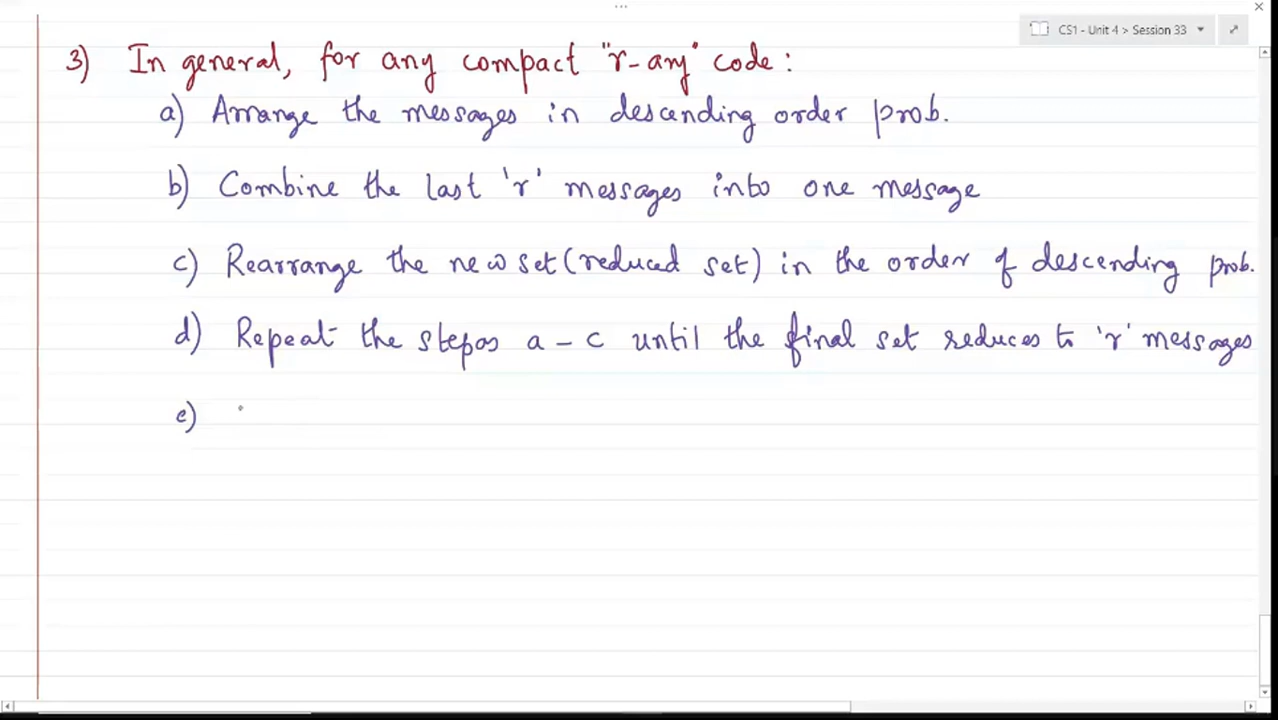 CS1 - Unit 4 > Session 33
3) In general, for any compact "r-ary" code:
a) Arrange the messages in descending order prob.
b) Combine the last 'r' messages into one message
c) Rearrange the new set (reduced set) in the order of descending prob.
d) Repeat the stepos a - c until the final set reduces to 'r' messages
e)